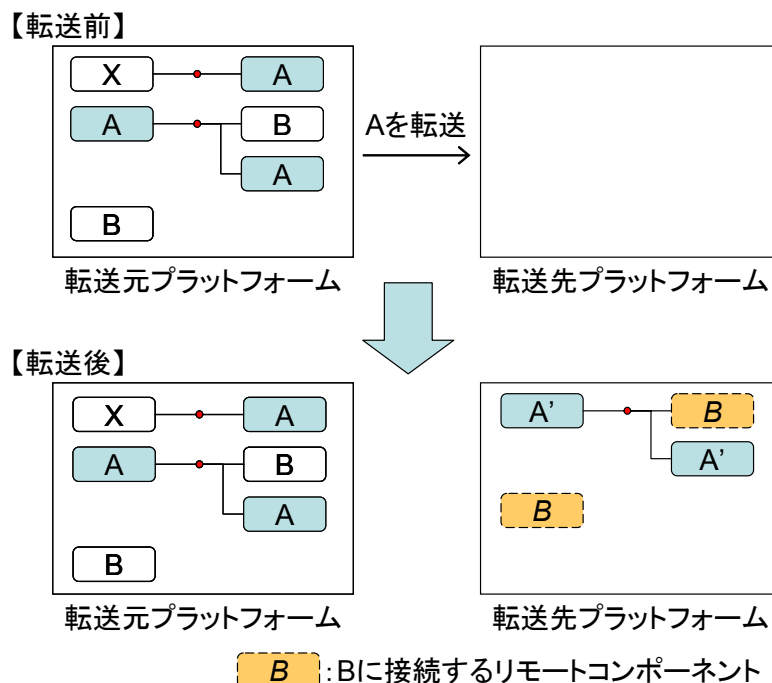 【転送前】
X A
A B
Aを転送
A
B
転送元プラットフォーム 転送先プラットフォーム
【転送後】
X A
A' B
A B
A'
A
B
B
転送元プラットフォーム 転送先プラットフォーム
B :Bに接続するリモートコンポーネント